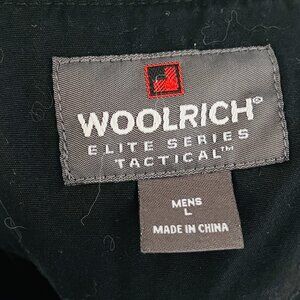 WOOLRICH®
ELITE SERIES
TACTICAL™
MENS
L
MADE IN CHINA